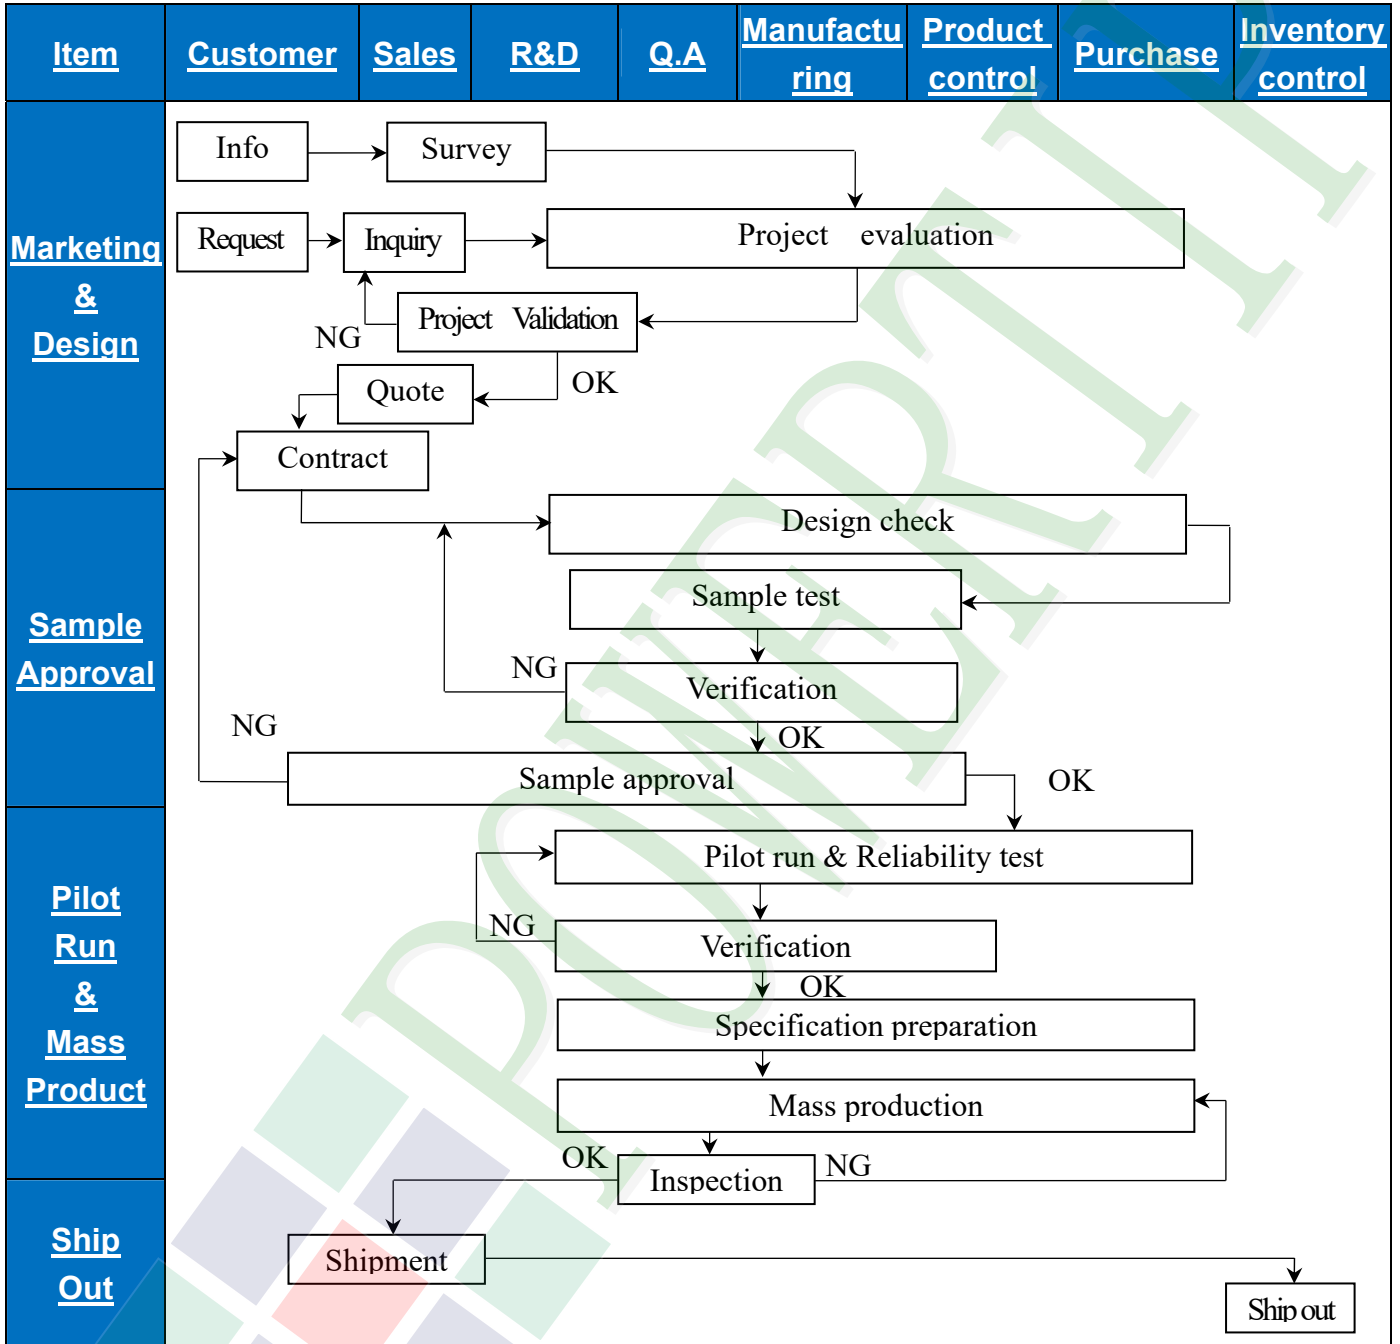 Item Customer Sales R&D Q.A Manufactu
ring Product
control Purchase Inventory
control
Marketing
&
Design
Info Survey
Request Inquiry Project evaluation
NG Project Validation
Quote OK
Contract
Sample
Approval
Design check
Sample test
NG Verification
NG OK
Sample approval OK
Pilot
Run
&
Mass
Product
Pilot run & Reliability test
NG Verification
OK
Specification preparation
Mass production
OK Inspection NG
Ship
Out
Shipment
Ship out
POWERTIP